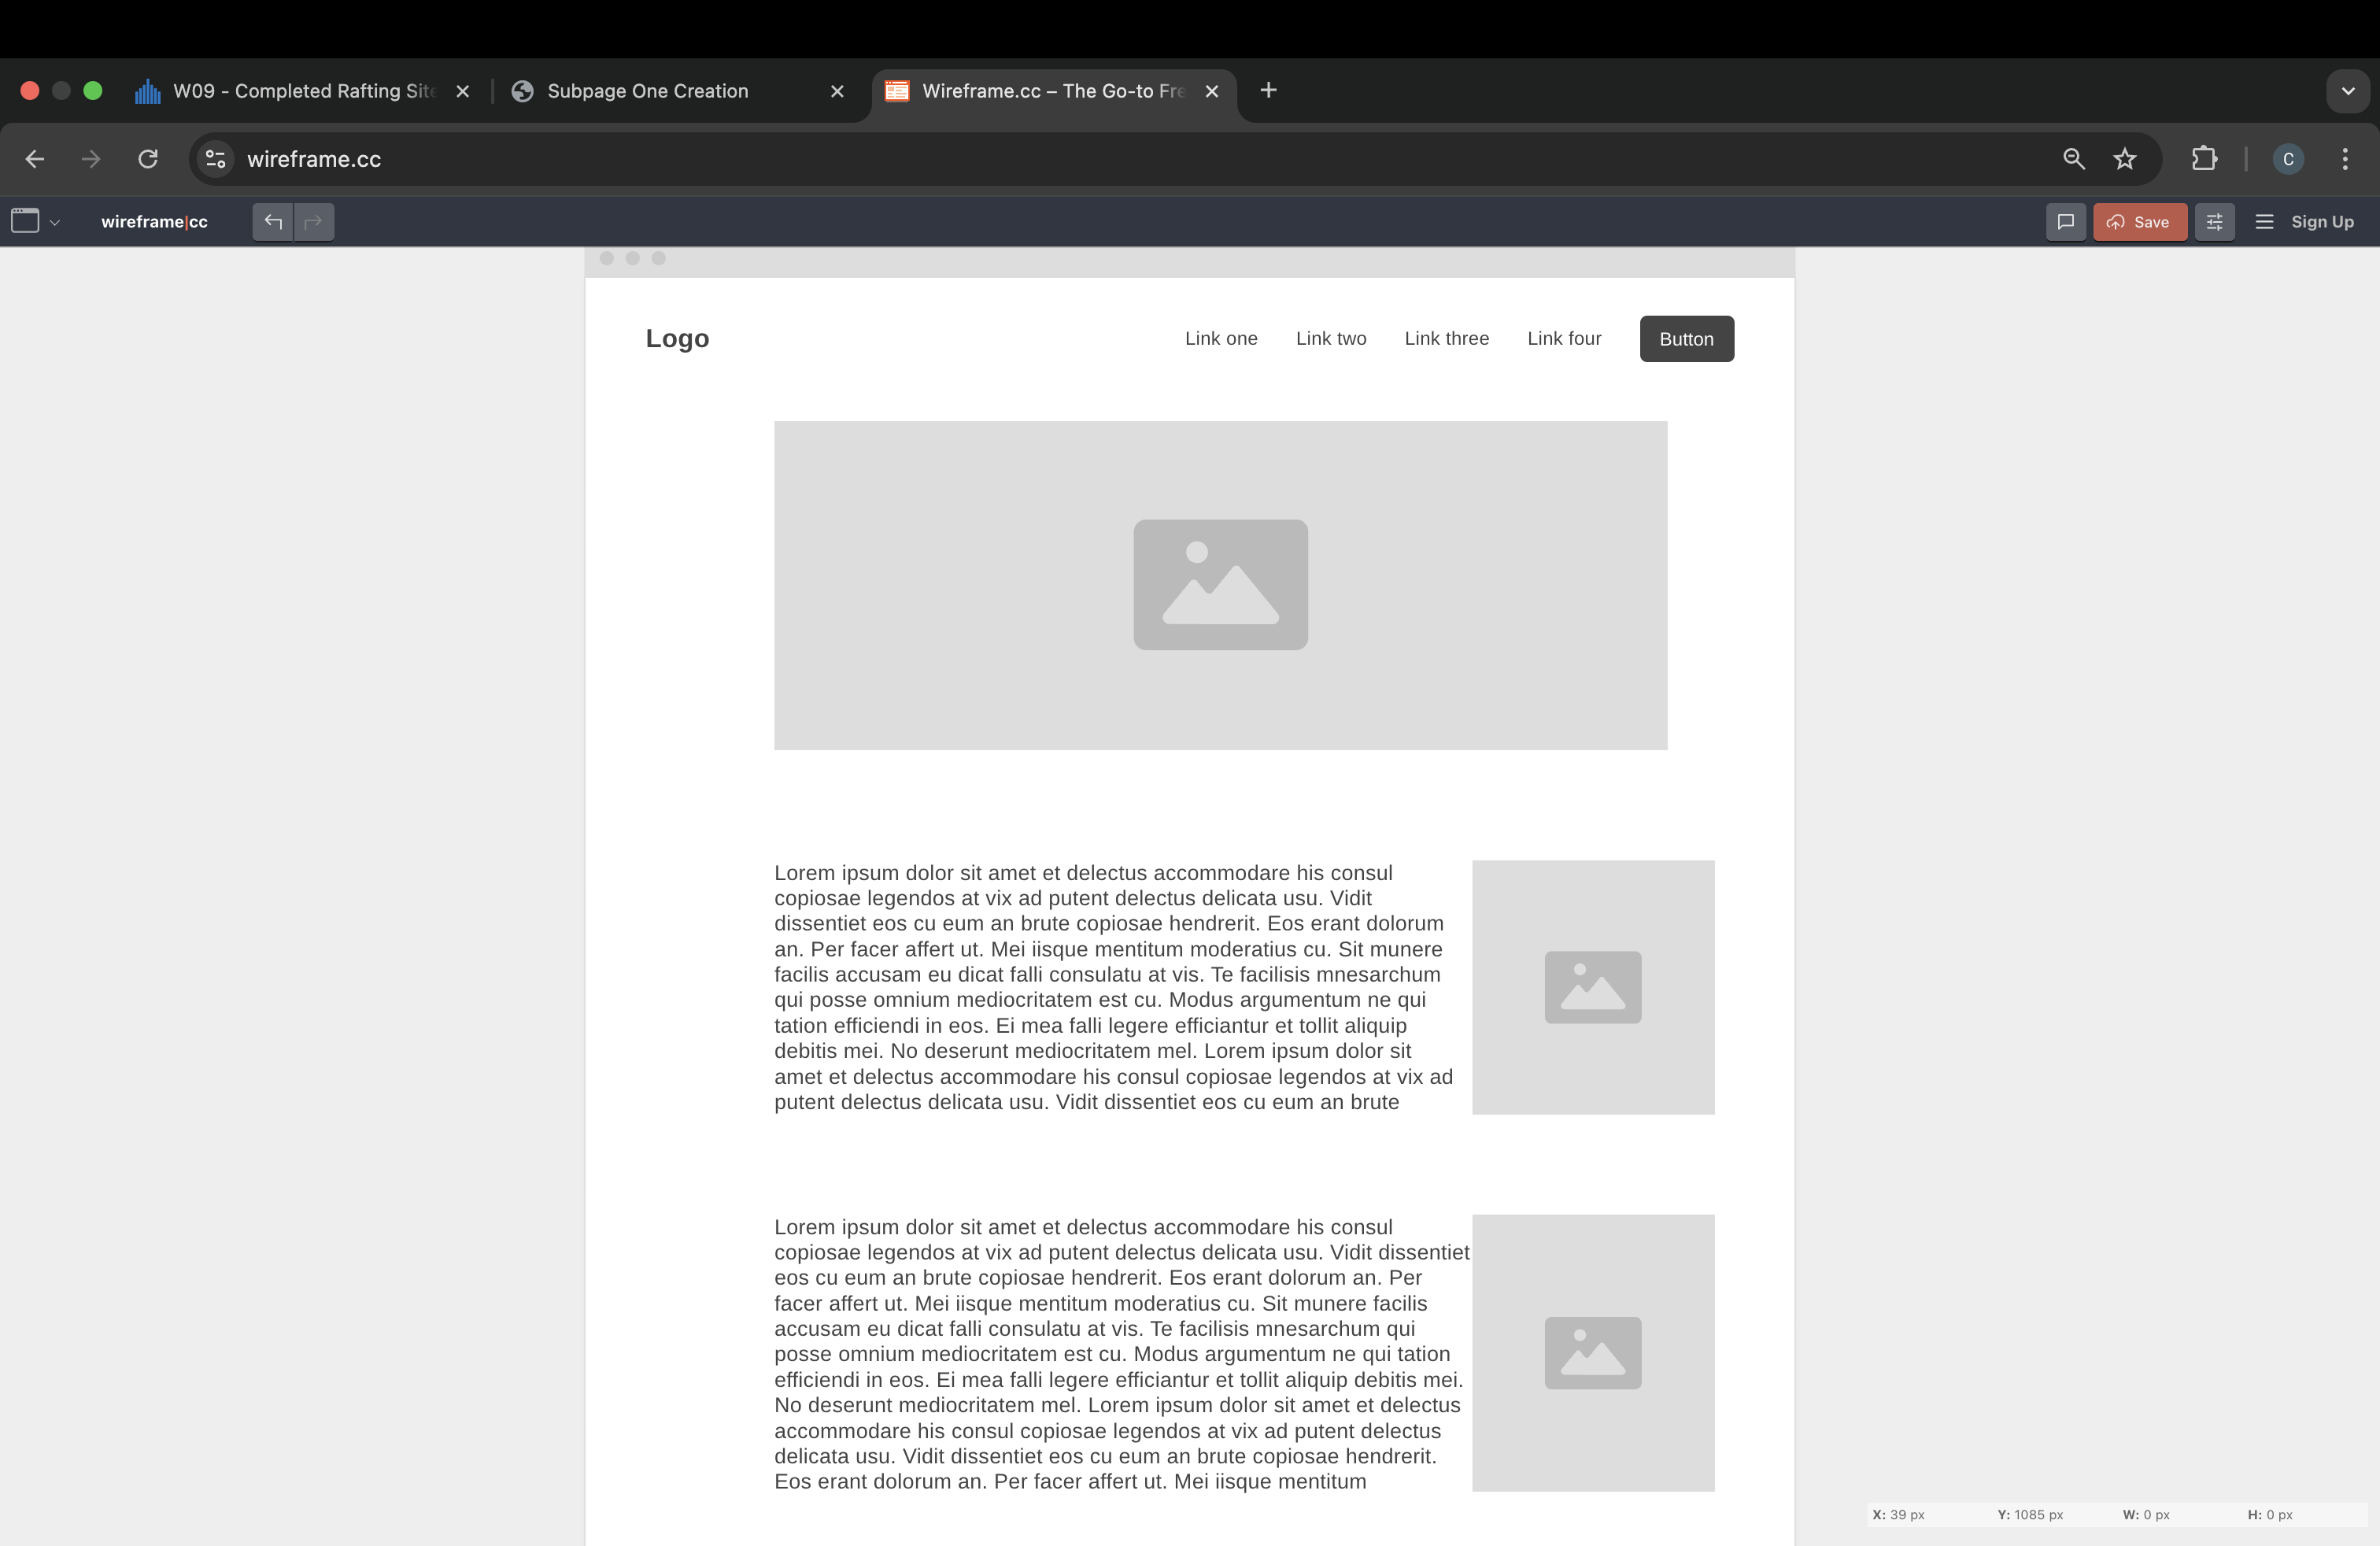 W09 - Completed Rafting Site
Subpage One Creation
Wireframe.cc – The Go-to Fre
wireframe.cc
C
wireframe|cc
Save
Sign Up
Logo
Link one
Link two
Link three
Link four
Button
Lorem ipsum dolor sit amet et delectus accommodare his consul
copiosae legendos at vix ad putent delectus delicata usu. Vidit
dissentiet eos cu eum an brute copiosae hendrerit. Eos erant dolorum
an. Per facer affert ut. Mei iisque mentitum moderatius cu. Sit munere
facilis accusam eu dicat falli consulatu at vis. Te facilisis mnesarchum
qui posse omnium mediocritatem est cu. Modus argumentum ne qui
tation efficiendi in eos. Ei mea falli legere efficiantur et tollit aliquip
debitis mei. No deserunt mediocritatem mel. Lorem ipsum dolor sit
amet et delectus accommodare his consul copiosae legendos at vix ad
putent delectus delicata usu. Vidit dissentiet eos cu eum an brute
Lorem ipsum dolor sit amet et delectus accommodare his consul
copiosae legendos at vix ad putent delectus delicata usu. Vidit dissentiet
eos cu eum an brute copiosae hendrerit. Eos erant dolorum an. Per
facer affert ut. Mei iisque mentitum moderatius cu. Sit munere facilis
accusam eu dicat falli consulatu at vis. Te facilisis mnesarchum qui
posse omnium mediocritatem est cu. Modus argumentum ne qui tation
efficiendi in eos. Ei mea falli legere efficiantur et tollit aliquip debitis mei.
No deserunt mediocritatem mel. Lorem ipsum dolor sit amet et delectus
accommodare his consul copiosae legendos at vix ad putent delectus
delicata usu. Vidit dissentiet eos cu eum an brute copiosae hendrerit.
Eos erant dolorum an. Per facer affert ut. Mei iisque mentitum
X: 39 px
Y: 1085 px
W: 0 px
H: 0 px